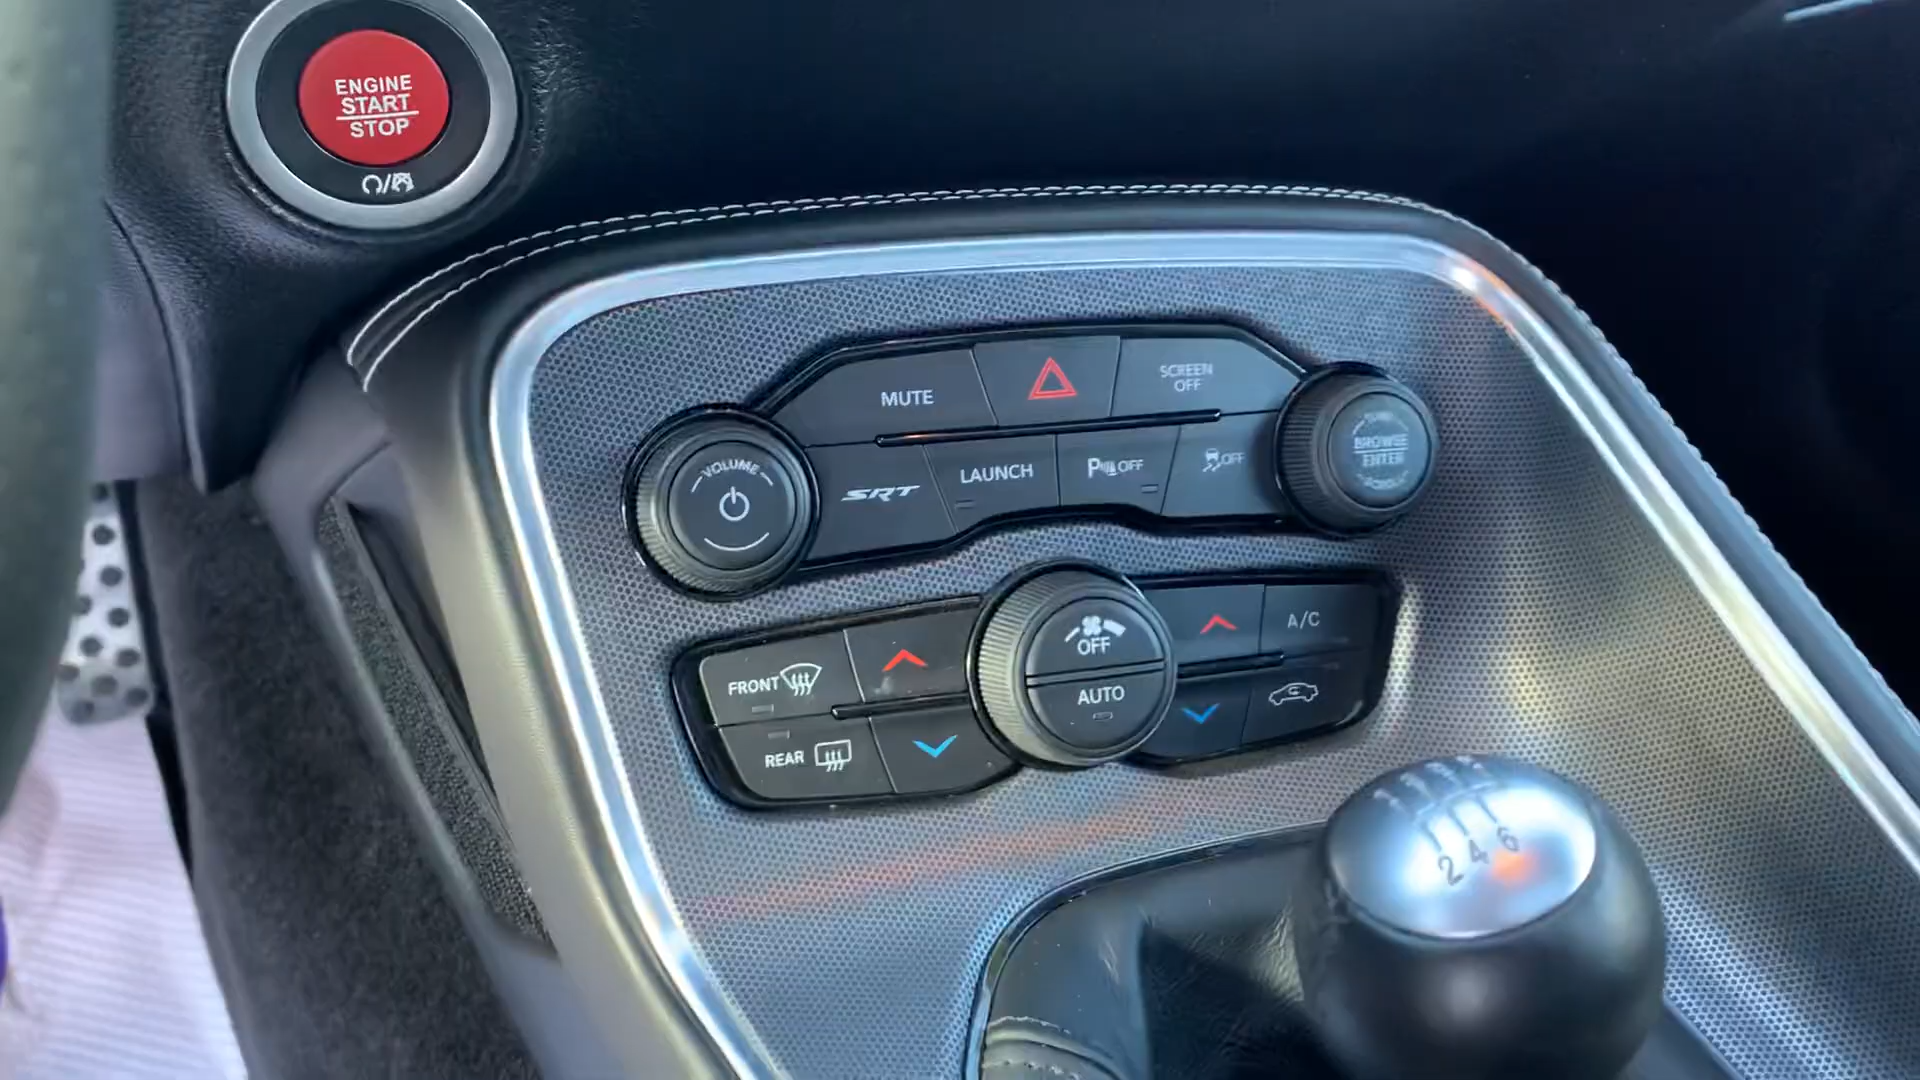 ENGINE
START
STOP
MUTE
SCREEN
OFF
VOLUME
SRT
LAUNCH
P OFF
OFF
BROWSE
ENTER
OFF
AUTO
A/C
FRONT
REAR
2 4 6